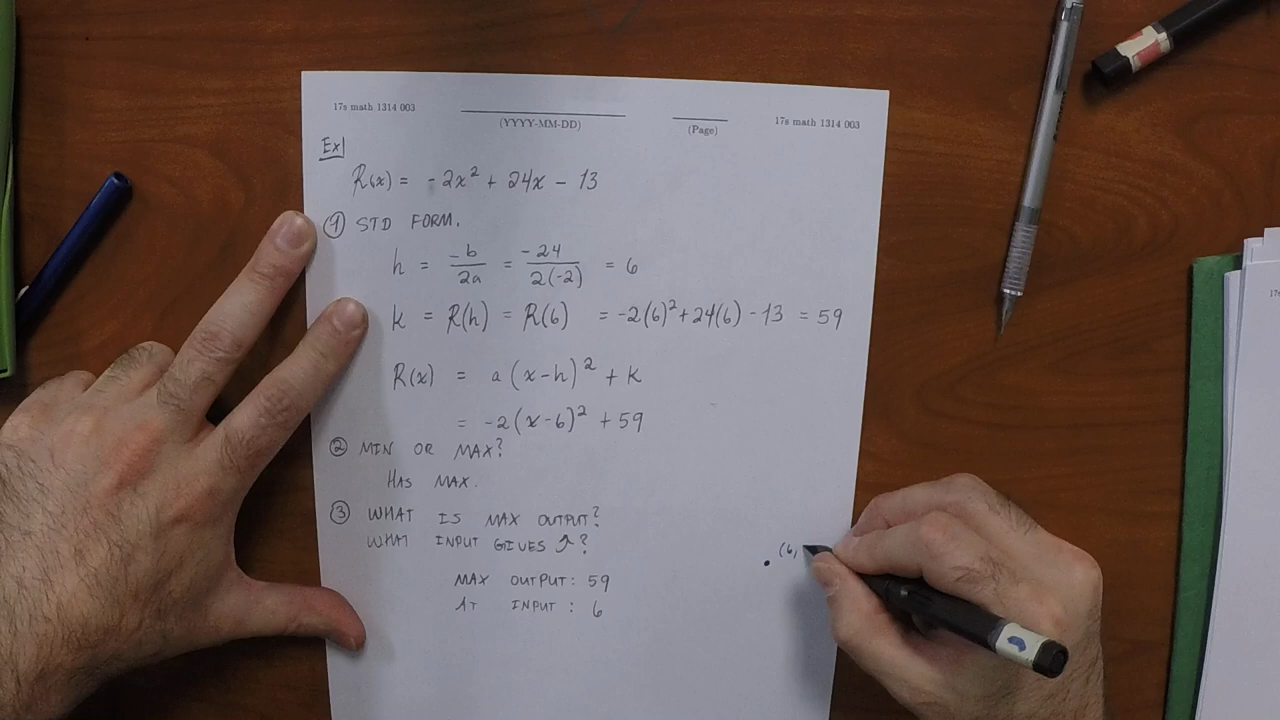 17s math 1314 003
(YYYY-MM-DD)
(Page)
17s math 1314 003
Ex
R(x) = -2x² + 24x - 13
① STD FORM.
h = -b/2a = -24/2(-2) = 6
k = R(h) = R(6) = -2(6)²+24(6) - 13 = 59
R(x) = a(x-h)² + k
= -2(x-6)² + 59
② MIN OR MAX?
HAS MAX.
③ WHAT IS MAX OUTPUT?
WHAT INPUT GIVES ↗?
MAX OUTPUT: 59
AT INPUT : 6
(6,
17s